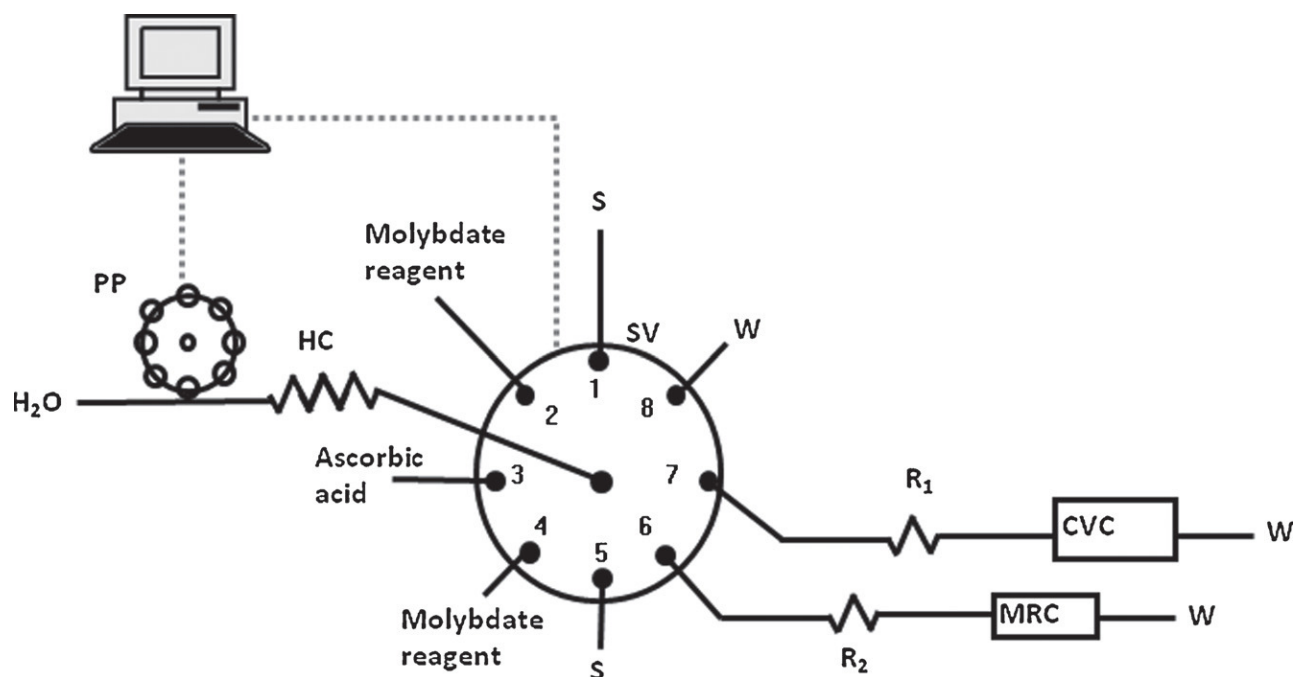 S
Molybdate
reagent
PP
SV
W
HC
1
H₂O
2
8
Ascorbic
acid
3
7
R₁
4
6
CVC
W
5
Molybdate
reagent
MRC
W
R₂
S